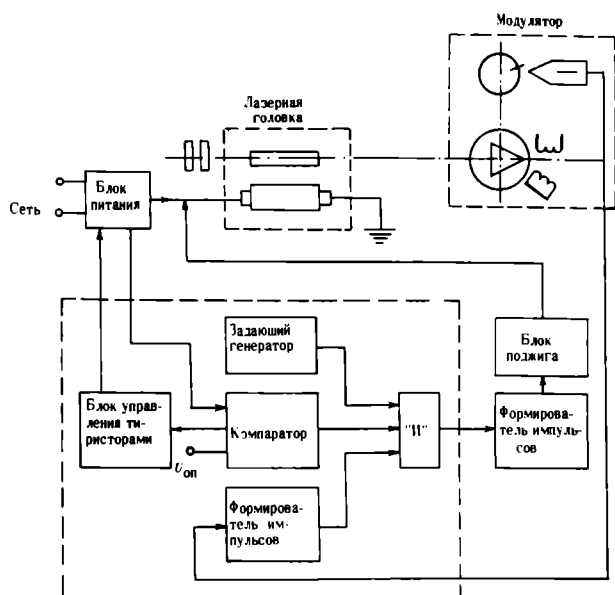 Модулятор
Лазерная
головка
Сеть
Блок
питания
Задающий
генератор
Блок
поджига
Блок управ
ления ти-
ристорами
Компаратор
"И"
Формирова
тель импуль-
сов
Uоп
Формирова-
тель им-
пульсов